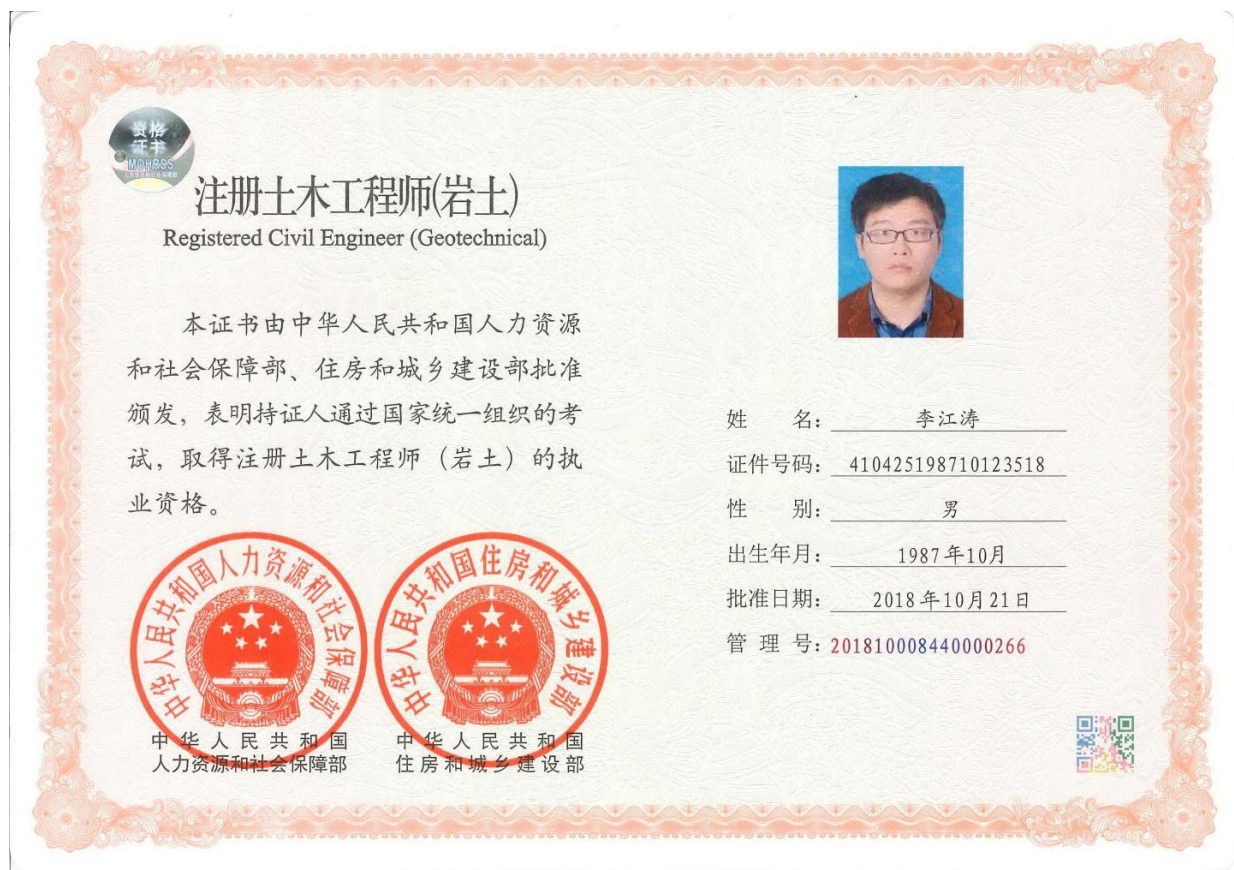 资格
证书
MOHRSS
注册土木工程师(岩土)
Registered Civil Engineer (Geotechnical)
本证书由中华人民共和国人力资源
和社会保障部、住房和城乡建设部批准
颁发，表明持证人通过国家统一组织的考
试，取得注册土木工程师（岩土）的执
业资格。
中华人民共和国人力资源和社会保障部
中华人民共和国住房和城乡建设部
中华人民共和国
人力资源和社会保障部
中华人民共和国
住房和城乡建设部
姓 名： 李江涛
证件号码： 410425198710123518
性 别： 男
出生年月： 1987年10月
批准日期： 2018年10月21日
管 理 号： 201810008440000266